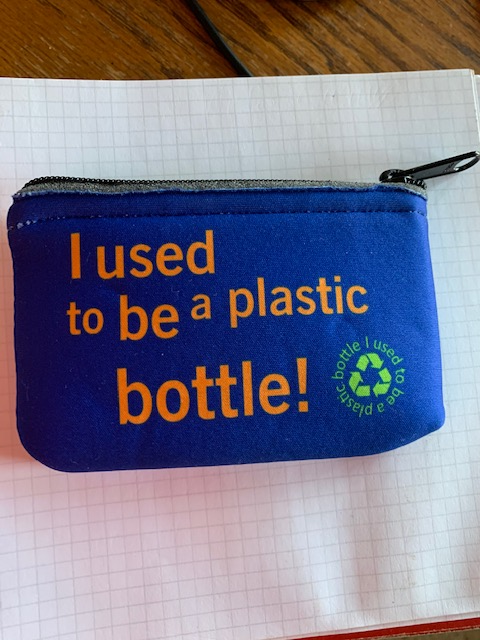 I used
to be a plastic
bottle!
I used to be a plastic bottle